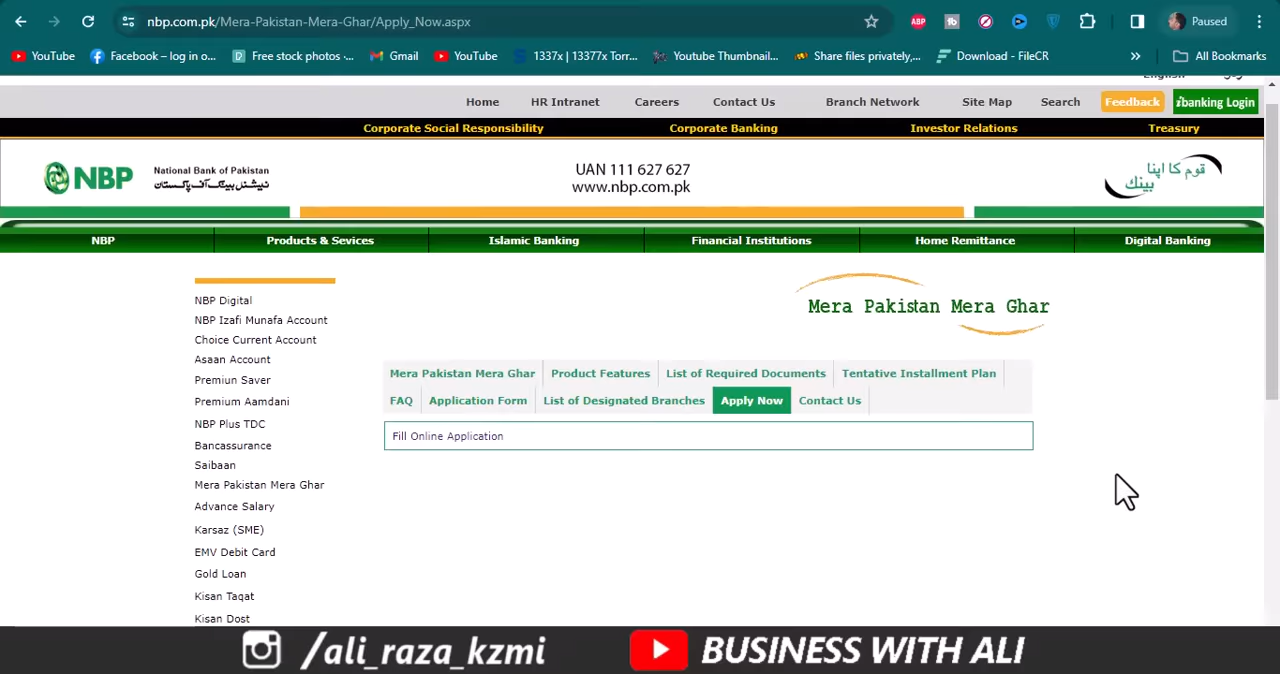 nbp.com.pk/Mera-Pakistan-Mera-Ghar/Apply_Now.aspx
ABP
fb
Paused
YouTube
Facebook – log in o...
Free stock photos ·...
Gmail
YouTube
1337x | 13377x Torr...
Youtube Thumbnail...
Share files privately,...
Download - FileCR
»
All Bookmarks
English
Home
HR Intranet
Careers
Contact Us
Branch Network
Site Map
Search
Feedback
ibanking Login
Corporate Social Responsibility
Corporate Banking
Investor Relations
Treasury
NBP
National Bank of Pakistan
نیشنل بینک آف پاکستان
UAN 111 627 627
www.nbp.com.pk
قوم کا اپنا
بینک
NBP
Products & Sevices
Islamic Banking
Financial Institutions
Home Remittance
Digital Banking
NBP Digital
NBP Izafi Munafa Account
Choice Current Account
Asaan Account
Premiun Saver
Premium Aamdani
NBP Plus TDC
Bancassurance
Saibaan
Mera Pakistan Mera Ghar
Advance Salary
Karsaz (SME)
EMV Debit Card
Gold Loan
Kisan Taqat
Kisan Dost
Mera Pakistan Mera Ghar
Mera Pakistan Mera Ghar
Product Features
List of Required Documents
Tentative Installment Plan
FAQ
Application Form
List of Designated Branches
Apply Now
Contact Us
Fill Online Application
/ali_raza_kzmi
BUSINESS WITH ALI